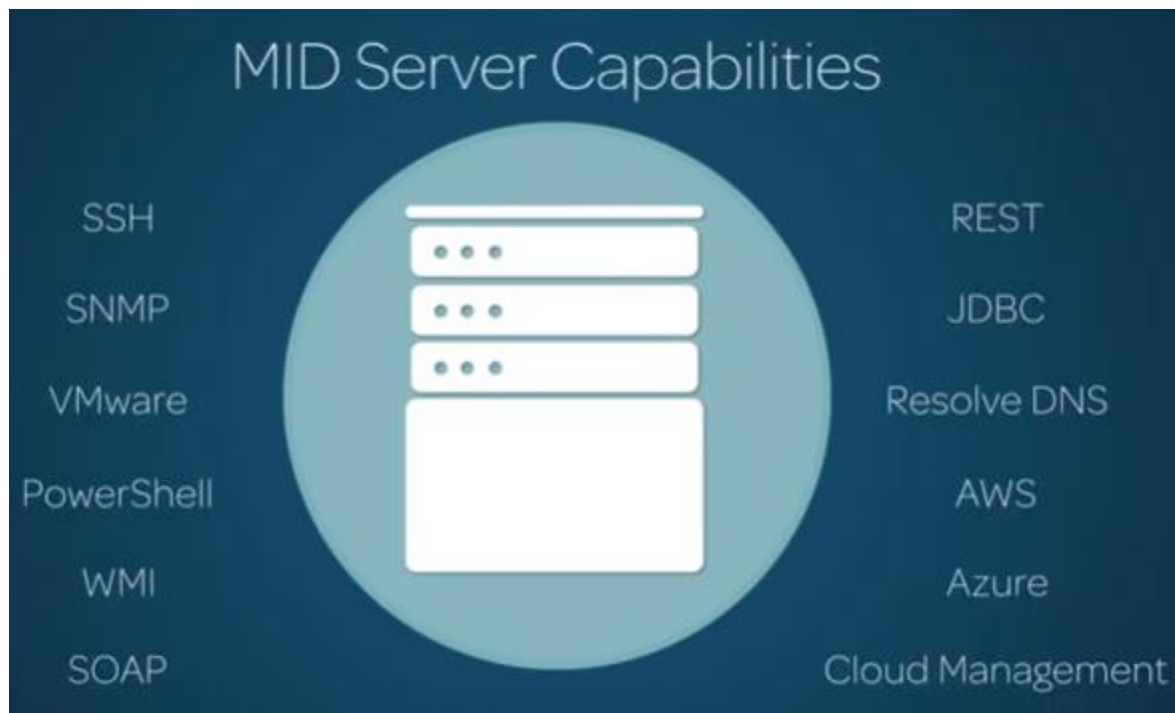 MID Server Capabilities
SSH
SNMP
VMware
PowerShell
WMI
SOAP
REST
JDBC
Resolve DNS
AWS
Azure
Cloud Management